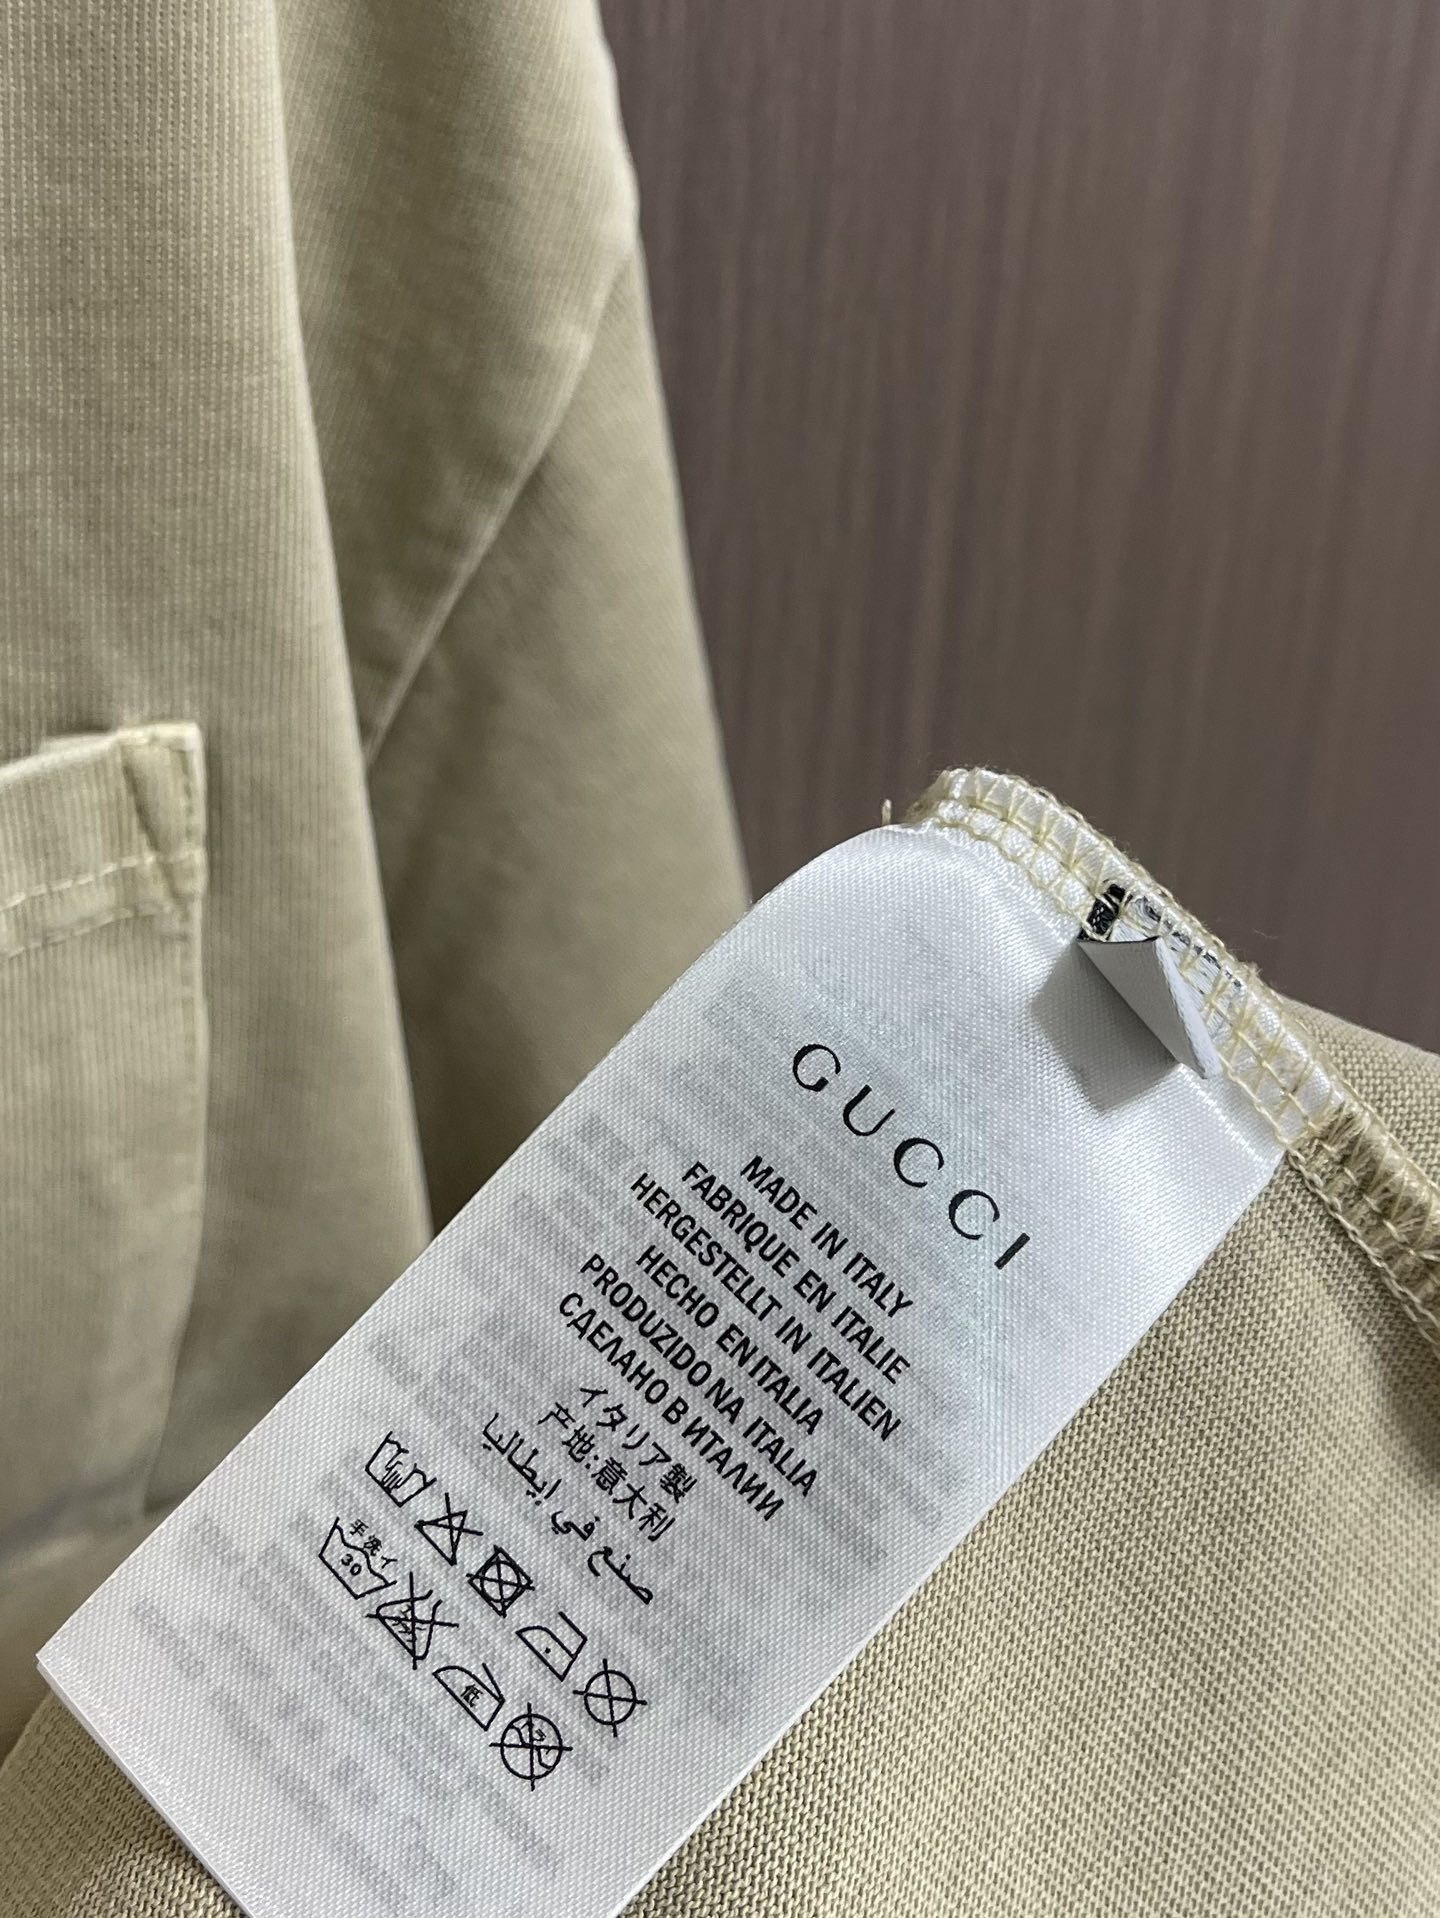 GUCCI
MADE IN ITALY
FABRIQUE EN ITALIE
HERGESTELLT IN ITALIEN
HECHO EN ITALIA
PRODUZIDO NA ITALIA
СДЕЛАНО В ИТАЛИИ
イタリア製
产地:意大利
صنع في إيطاليا
手洗イ
30
低